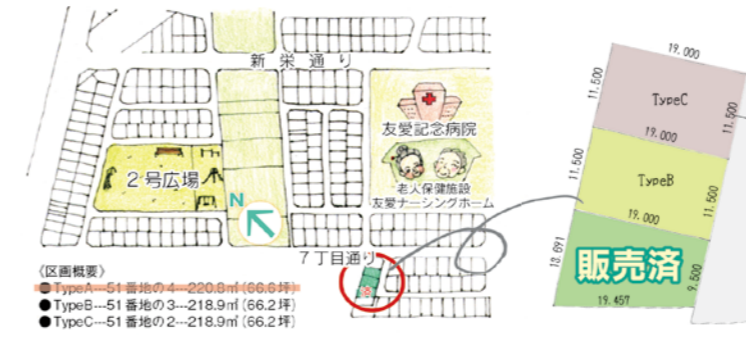 新栄通り
友愛記念病院
2号広場
老人保健施設
友愛ナーシングホーム
N
7丁目通り
《区画概要》
●TypeA---51番地の4---220.8㎡(66.6坪)
●TypeB---51番地の3---218.9㎡(66.2坪)
●TypeC---51番地の2---218.9㎡(66.2坪)
19.000
11.500
TypeC
11.500
19.000
11.500
TypeB
11.500
19.000
13.691
販売済
9.500
19.457